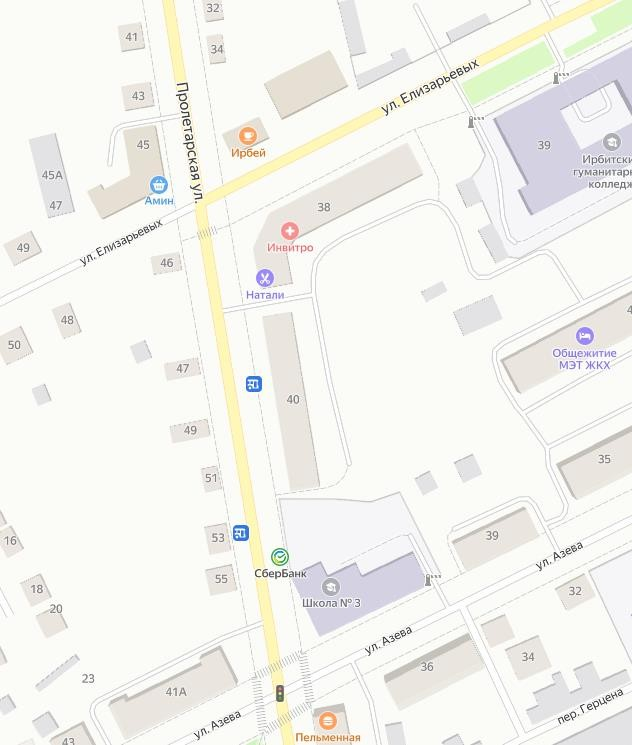 32
41
34
43
Пролетарская ул.
ул. Елизарьевых
45
Ирбей
39
Ирбитски
гуманитарн
колледж
45А
47
Амин
38
ул. Елизарьевых
49
46
Инвитро
Натали
48
50
Общежитие
МЭТ ЖКХ
47
40
49
35
51
16
53
39
ул. Азева
СберБанк
55
18
20
Школа № 3
32
ул. Азева
34
36
23
41А
пер. Герцена
ул. Азева
Пельменная
43